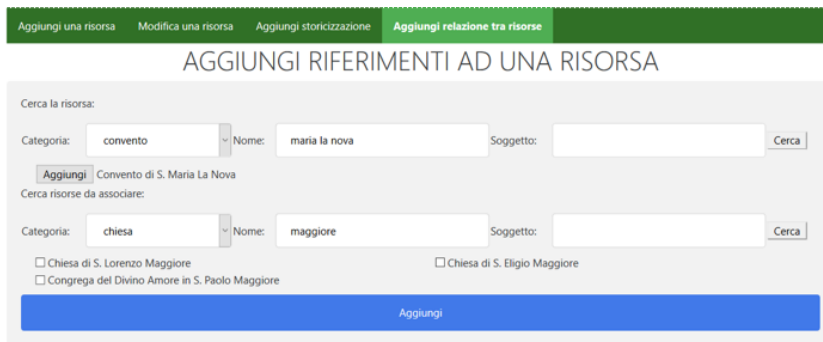 Aggiungi una risorsa Modifica una risorsa Aggiungi storicizzazione Aggiungi relazione tra risorse
AGGIUNGI RIFERIMENTI AD UNA RISORSA
Cerca la risorsa:
Categoria: convento Nome: maria la nova Soggetto: Cerca
Aggiungi Convento di S. Maria La Nova
Cerca risorse da associare:
Categoria: chiesa Nome: maggiore Soggetto: Cerca
Chiesa di S. Lorenzo Maggiore Chiesa di S. Eligio Maggiore
Congrega del Divino Amore in S. Paolo Maggiore
Aggiungi